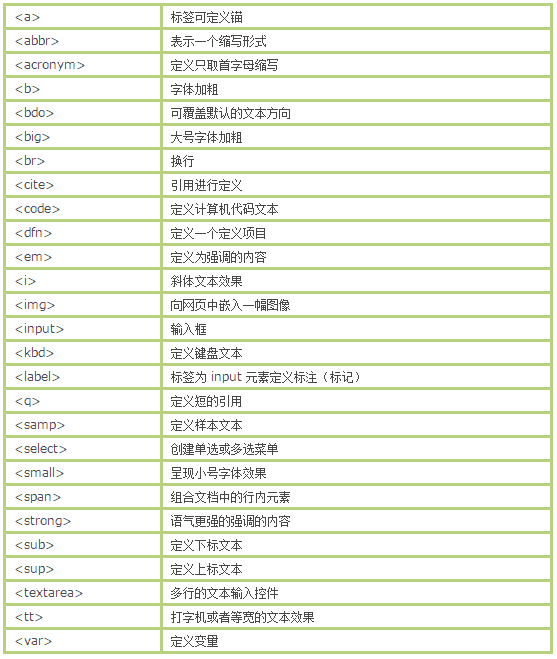 <a> 标签可定义锚
<abbr> 表示一个缩写形式
<acronym> 定义只取首字母缩写
<b> 字体加粗
<bdo> 可覆盖默认的文本方向
<big> 大号字体加粗
<br> 换行
<cite> 引用进行定义
<code> 定义计算机代码文本
<dfn> 定义一个定义项目
<em> 定义为强调的内容
<i> 斜体文本效果
<img> 向网页中嵌入一幅图像
<input> 输入框
<kbd> 定义键盘文本
<label> 标签为 input 元素定义标注（标记）
<q> 定义短的引用
<samp> 定义样本文本
<select> 创建单选或多选菜单
<small> 呈现小号字体效果
<span> 组合文档中的行内元素
<strong> 语气更强的强调的内容
<sub> 定义下标文本
<sup> 定义上标文本
<textarea> 多行的文本输入控件
<tt> 打字机或者等宽的文本效果
<var> 定义变量